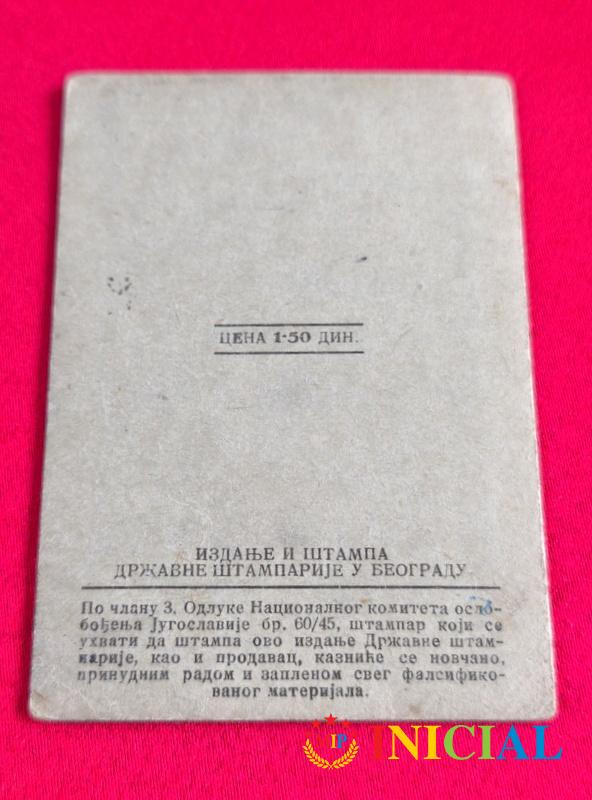 ЦЕНА 1·50 ДИН.
ИЗДАЊЕ И ШТАМПА
ДРЖАВНЕ ШТАМПАРИЈЕ У БЕОГРАДУ
По члану 3. Одлуке Националног комитета осло-
бођења Југославије бр. 60/45, штампар који се
ухвати да штампа ово издање Државне штам-
парије, као и продавац, казниће се новчано,
принудним радом и запленом свег фалсифико-
ваног материјала.
IP INICIAL